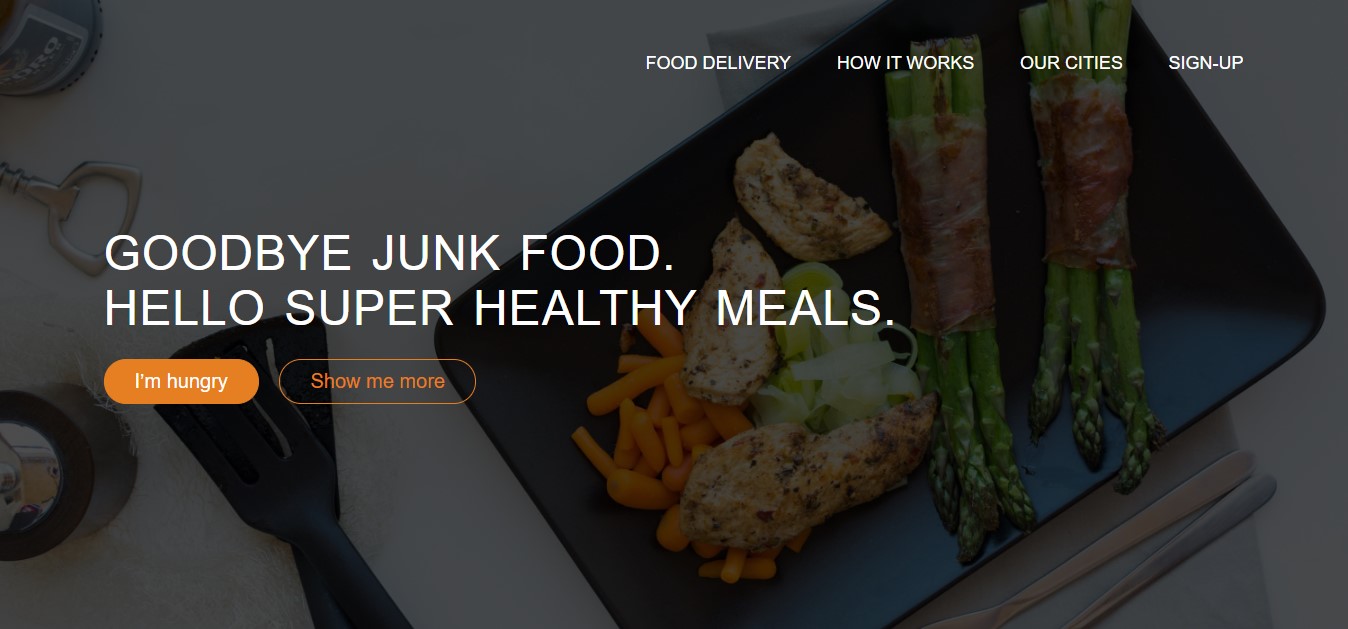 FOOD DELIVERY HOW IT WORKS OUR CITIES SIGN-UP
GOODBYE JUNK FOOD.
HELLO SUPER HEALTHY MEALS.
I'm hungry Show me more